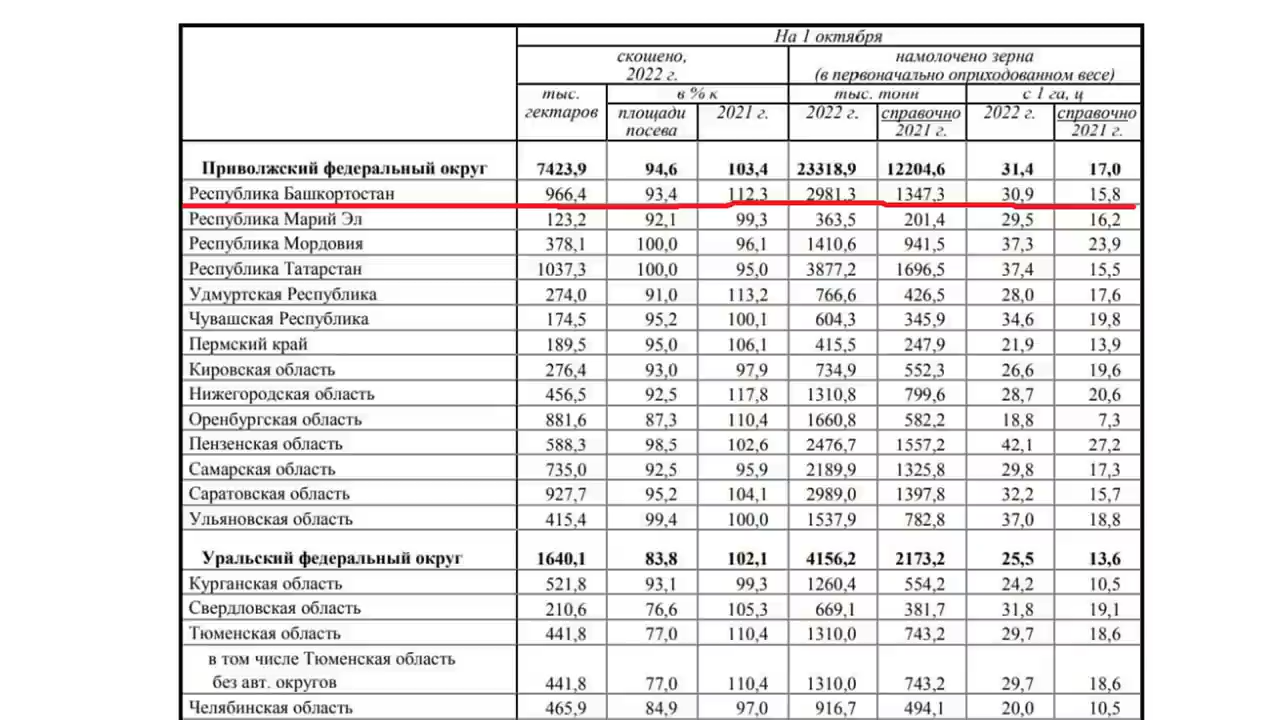 На 1 октября
скошено,
2022 г.
намолочено зерна
(в первоначально оприходованном весе)
тыс.
гектаров
в % к
тыс. тонн
с 1 га, ц
площади
посева
2021 г.
2022 г.
справочно
2021 г.
2022 г.
справочно
2021 г.
Приволжский федеральный округ 7423,9 94,6 103,4 23318,9 12204,6 31,4 17,0
Республика Башкортостан 966,4 93,4 112,3 2981,3 1347,3 30,9 15,8
Республика Марий Эл 123,2 92,1 99,3 363,5 201,4 29,5 16,2
Республика Мордовия 378,1 100,0 96,1 1410,6 941,5 37,3 23,9
Республика Татарстан 1037,3 100,0 95,0 3877,2 1696,5 37,4 15,5
Удмуртская Республика 274,0 91,0 113,2 766,6 426,5 28,0 17,6
Чувашская Республика 174,5 95,2 100,1 604,3 345,9 34,6 19,8
Пермский край 189,5 95,0 106,1 415,5 247,9 21,9 13,9
Кировская область 276,4 93,0 97,9 734,9 552,3 26,6 19,6
Нижегородская область 456,5 92,5 117,8 1310,8 799,6 28,7 20,6
Оренбургская область 881,6 87,3 110,4 1660,8 582,2 18,8 7,3
Пензенская область 588,3 98,5 102,6 2476,7 1557,2 42,1 27,2
Самарская область 735,0 92,5 95,9 2189,9 1325,8 29,8 17,3
Саратовская область 927,7 95,2 104,1 2989,0 1397,8 32,2 15,7
Ульяновская область 415,4 99,4 100,0 1537,9 782,8 37,0 18,8
Уральский федеральный округ 1640,1 83,8 102,1 4156,2 2173,2 25,5 13,6
Курганская область 521,8 93,1 99,3 1260,4 554,2 24,2 10,5
Свердловская область 210,6 76,6 105,3 669,1 381,7 31,8 19,1
Тюменская область 441,8 77,0 110,4 1310,0 743,2 29,7 18,6
в том числе Тюменская область
без авт. округов 441,8 77,0 110,4 1310,0 743,2 29,7 18,6
Челябинская область 465,9 84,9 97,0 916,7 494,1 20,0 10,5